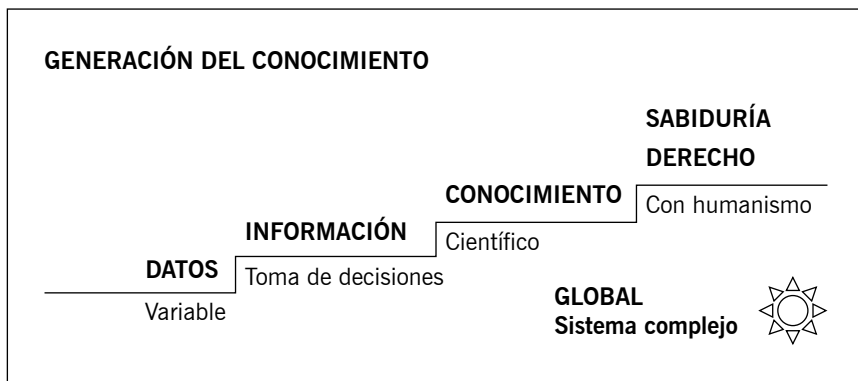 GENERACIÓN DEL CONOCIMIENTO
SABIDURÍA
DERECHO
Con humanismo
CONOCIMIENTO
Científico
INFORMACIÓN
Toma de decisiones
DATOS
Variable
GLOBAL
Sistema complejo